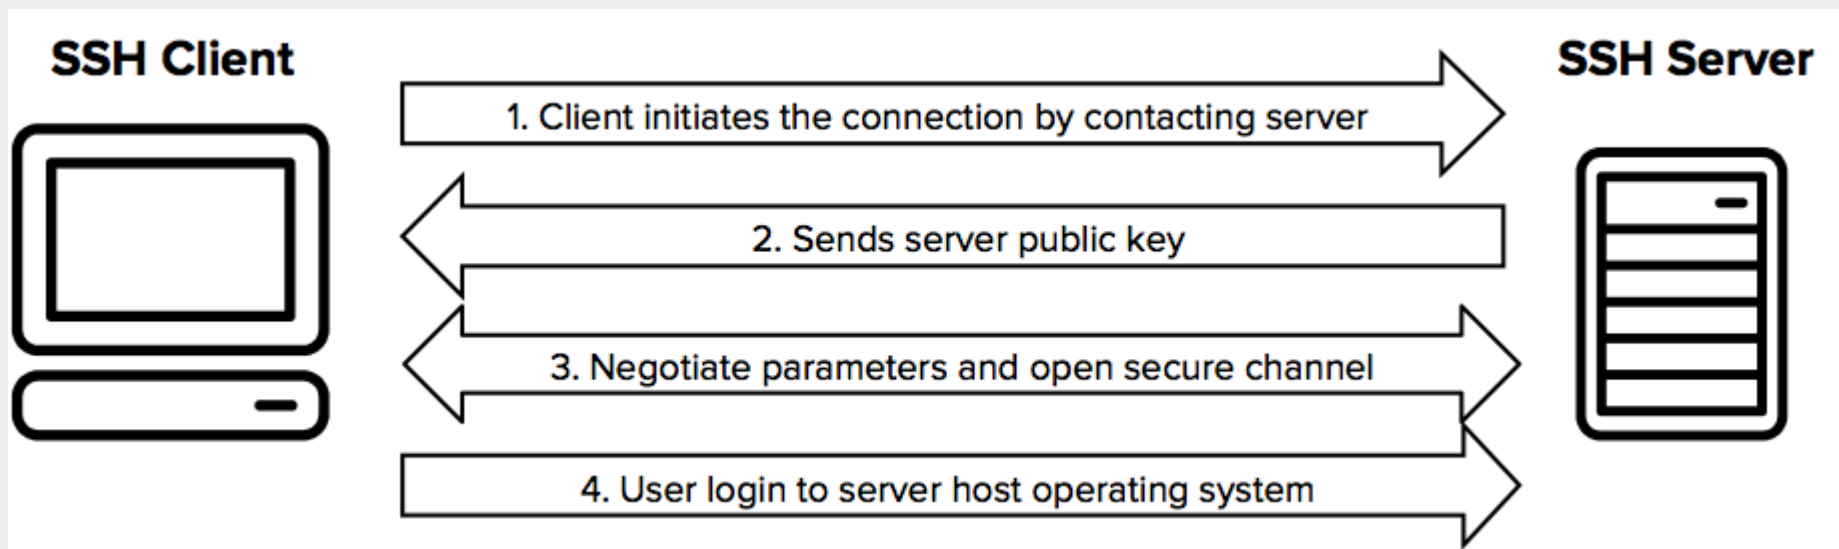 SSH Client
SSH Server
1. Client initiates the connection by contacting server
2. Sends server public key
3. Negotiate parameters and open secure channel
4. User login to server host operating system